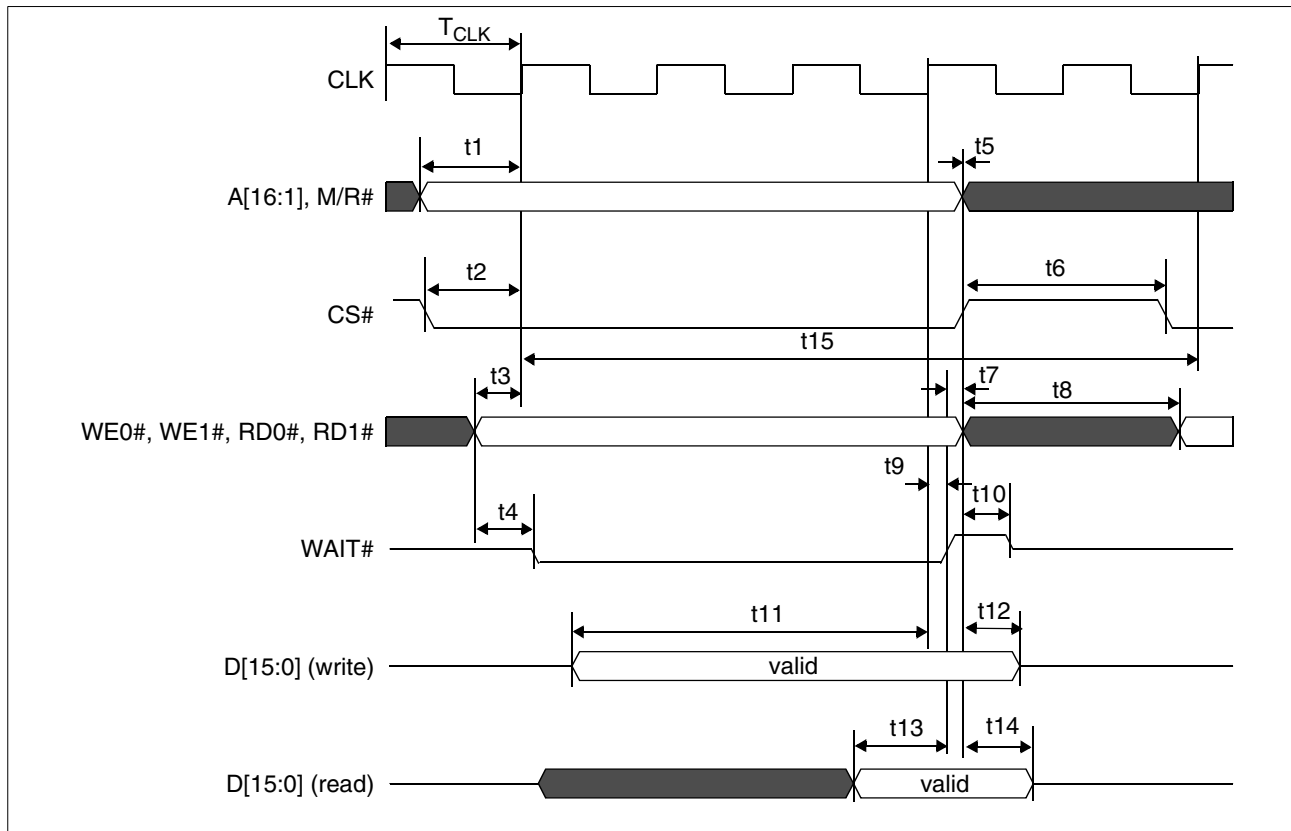 T_CLK
CLK
t1
t5
A[16:1], M/R#
t2
t6
CS#
t15
t3
t7
t8
WE0#, WE1#, RD0#, RD1#
t9
t4
t10
WAIT#
t11
t12
D[15:0] (write)
valid
t13
t14
D[15:0] (read)
valid